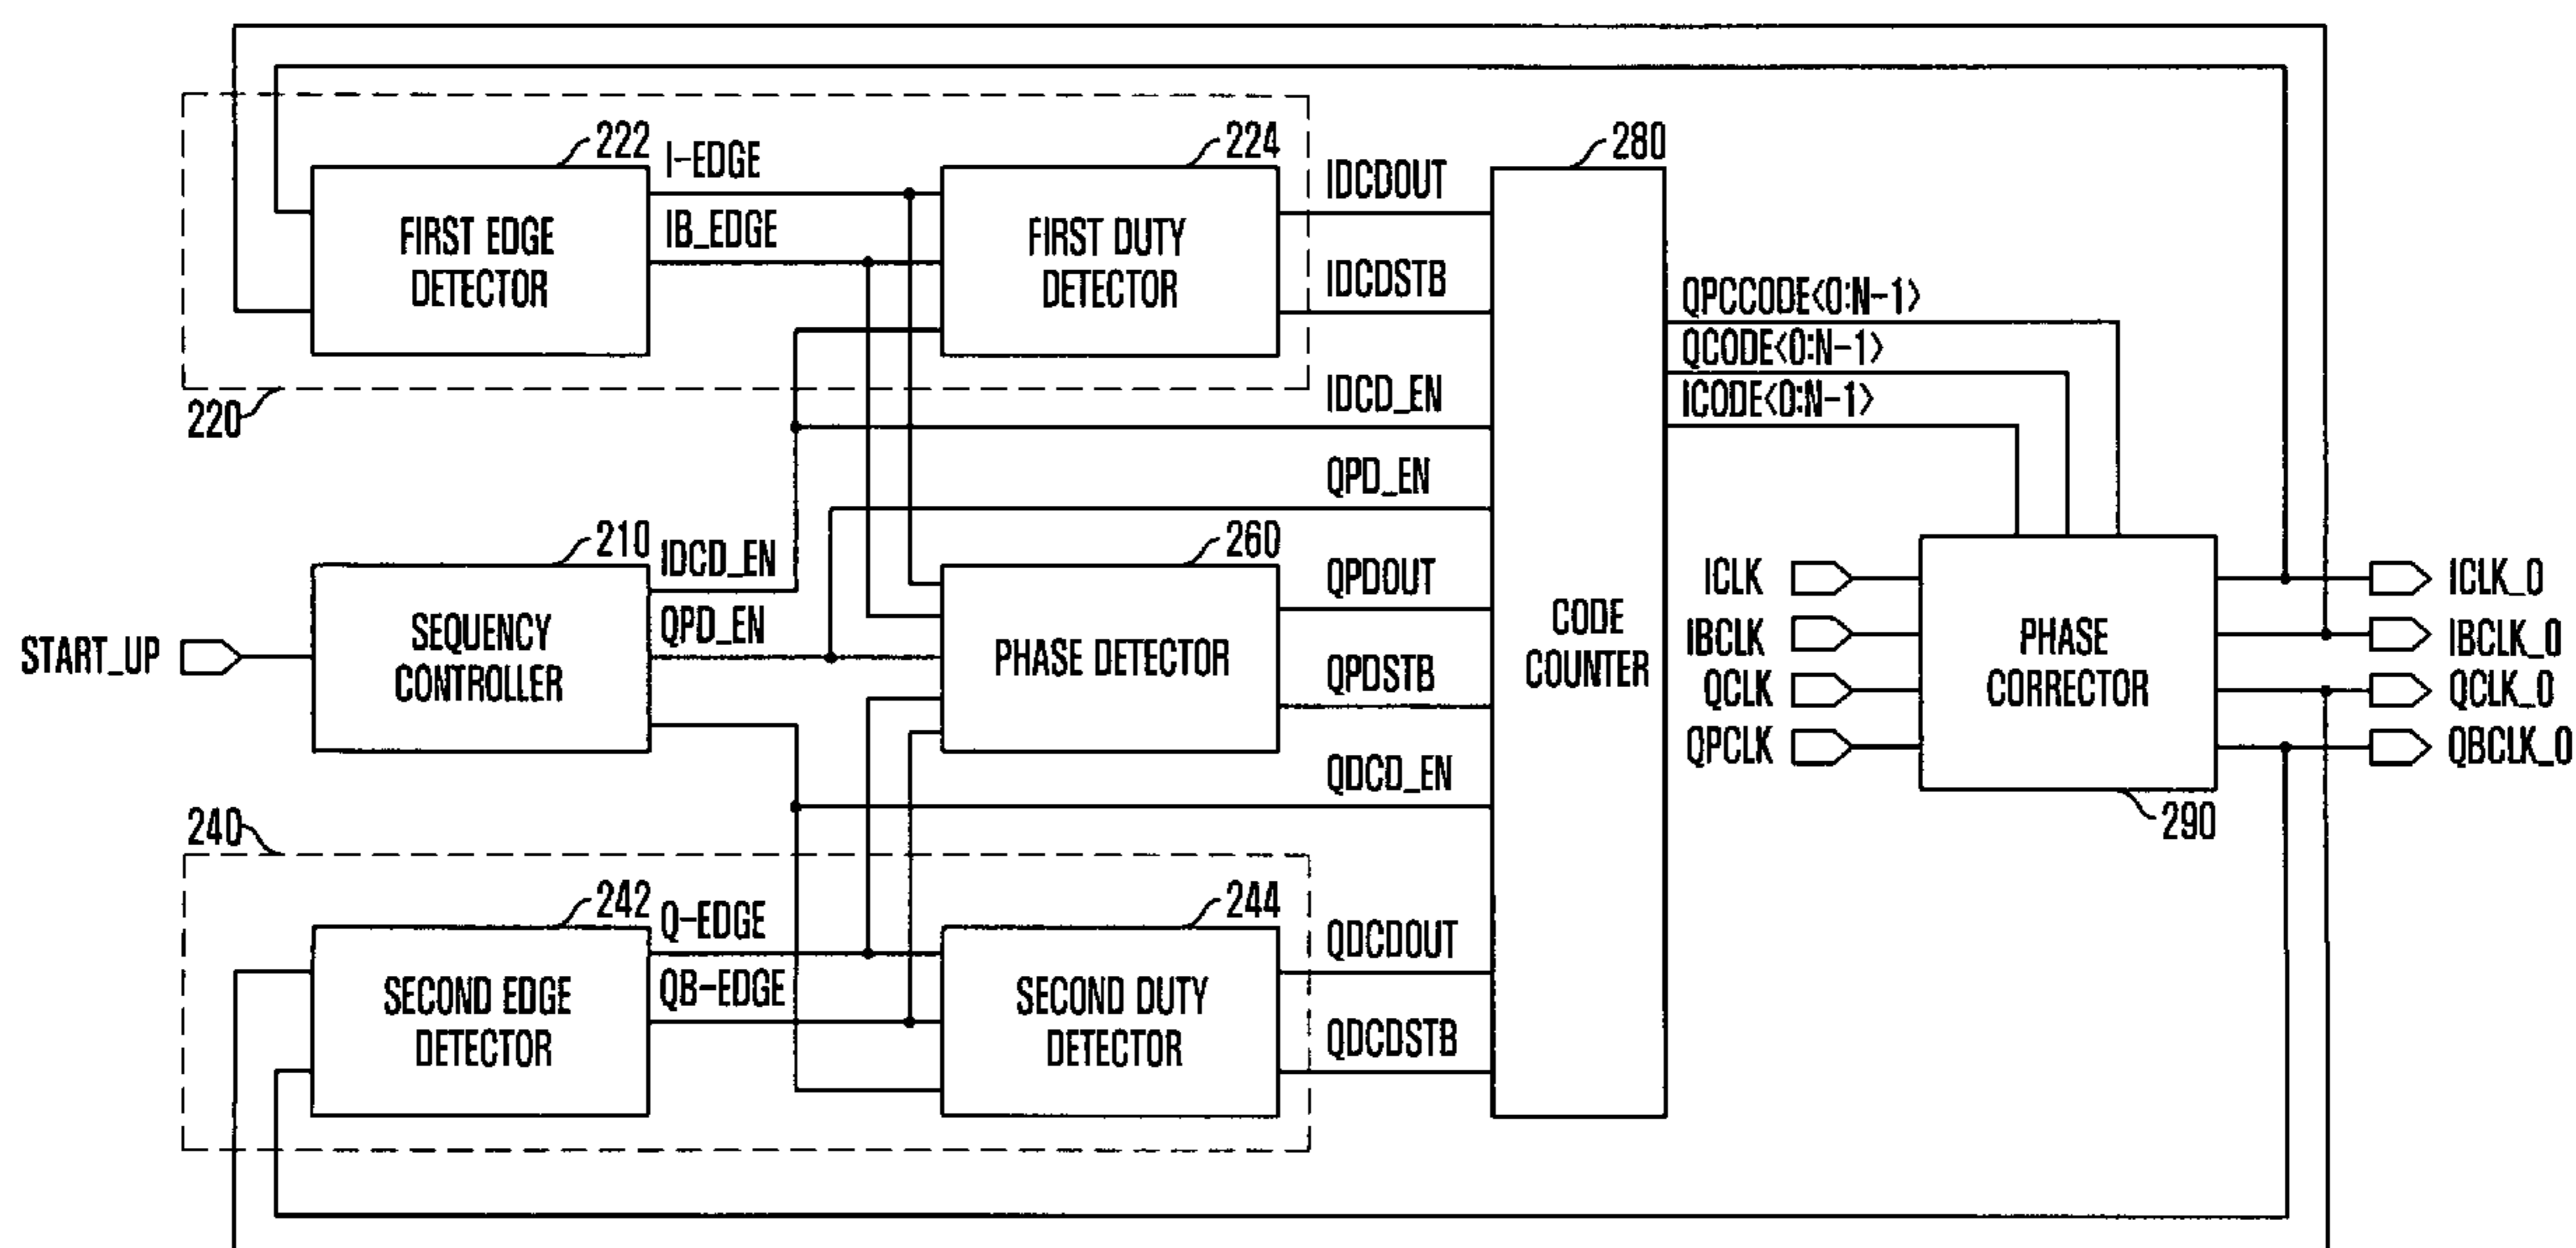 222
I-EDGE
IB_EDGE
FIRST EDGE
DETECTOR
224
FIRST DUTY
DETECTOR
220
IDCDOUT
IDCDSTB
IDCD_EN
QPD_EN
QPDOUT
QPDSTB
QDCD_EN
QDCDOUT
QDCDSTB
280
CODE
COUNTER
QPCCODE<0:N-1>
QCODE<0:N-1>
ICODE<0:N-1>
START_UP
210
IDCD_EN
QPD_EN
SEQUENCY
CONTROLLER
260
PHASE DETECTOR
ICLK
IBCLK
QCLK
QPCLK
PHASE
CORRECTOR
290
ICLK_0
IBCLK_0
QCLK_0
QBCLK_0
240
242
Q-EDGE
QB-EDGE
SECOND EDGE
DETECTOR
244
SECOND DUTY
DETECTOR